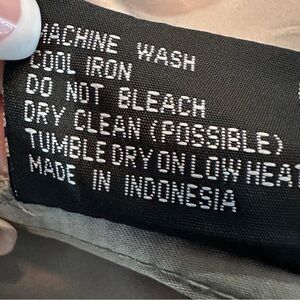 MACHINE WASH
COOL IRON
DO NOT BLEACH
DRY CLEAN (POSSIBLE)
TUMBLE DRY ON LOW HEAT
MADE IN INDONESIA